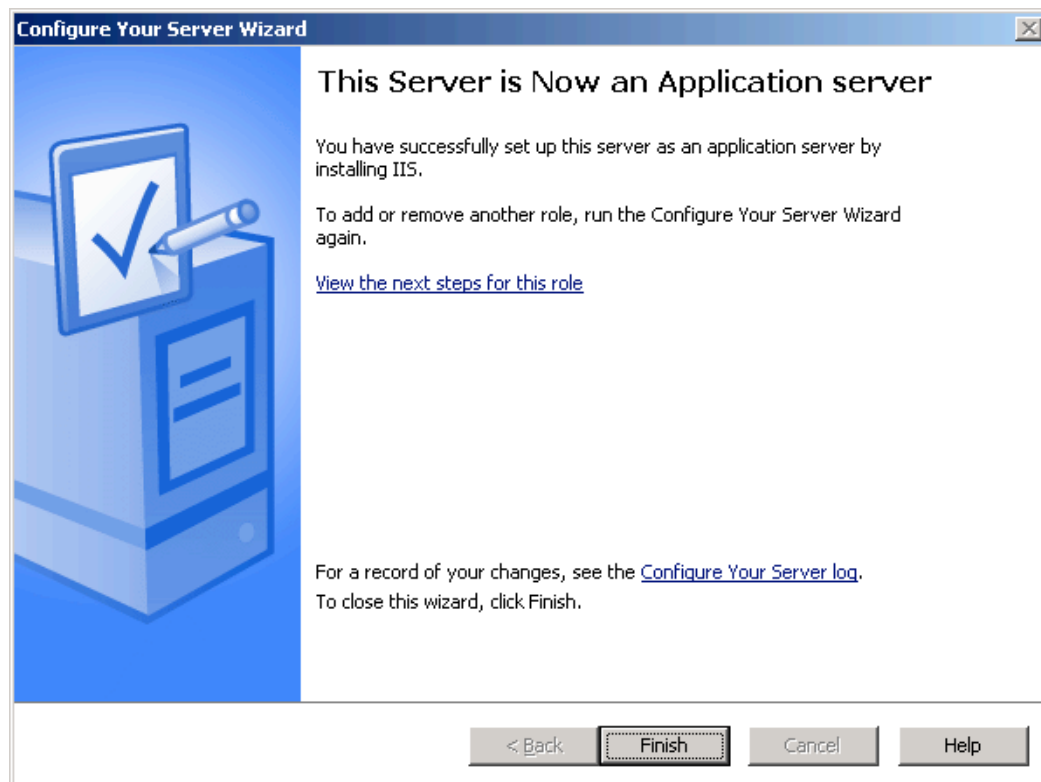 Configure Your Server Wizard
This Server is Now an Application server
You have successfully set up this server as an application server by
installing IIS.
To add or remove another role, run the Configure Your Server Wizard
again.
View the next steps for this role
For a record of your changes, see the Configure Your Server log.
To close this wizard, click Finish.
< Back Finish Cancel Help